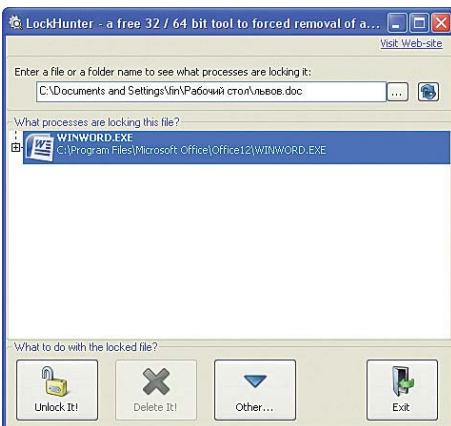 LockHunter - a free 32 / 64 bit tool to forced removal of a...
Visit Web-site
Enter a file or a folder name to see what processes are locking it:
C:\Documents and Settings\fin\Рабочий стол\львов.doc
...
What processes are locking this file?
WINWORD.EXE
C:\Program Files\Microsoft Office\Office12\WINWORD.EXE
What to do with the locked file?
Unlock It!
Delete It!
Other...
Exit